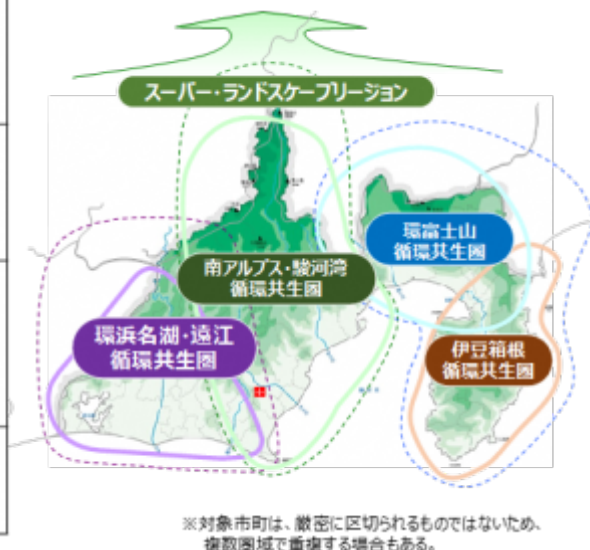 スーパー・ランドスケープリージョン
環富士山
循環共生圏
南アルプス・駿河湾
循環共生圏
環浜名湖・遠江
循環共生圏
伊豆箱根
循環共生圏
※対象市町は、厳密に区切られるものではないため、
複数圏域で重複する場合もある。